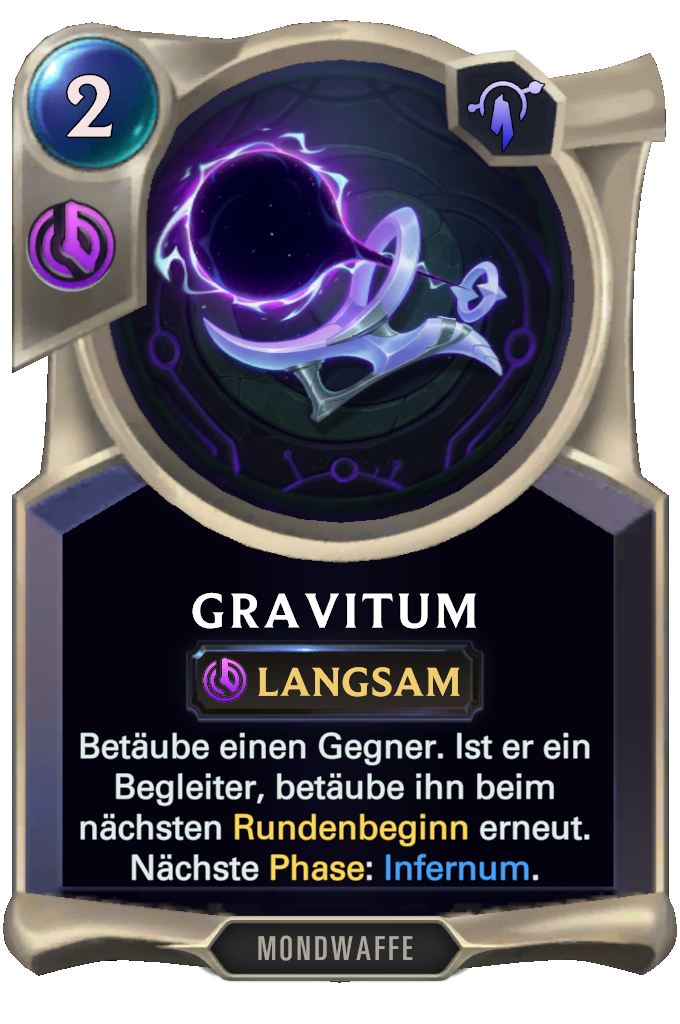 2
GRAVITUM
LANGSAM
Betäube einen Gegner. Ist er ein
Begleiter, betäube ihn beim
nächsten Rundenbeginn erneut.
Nächste Phase: Infernum.
MONDWAFFE